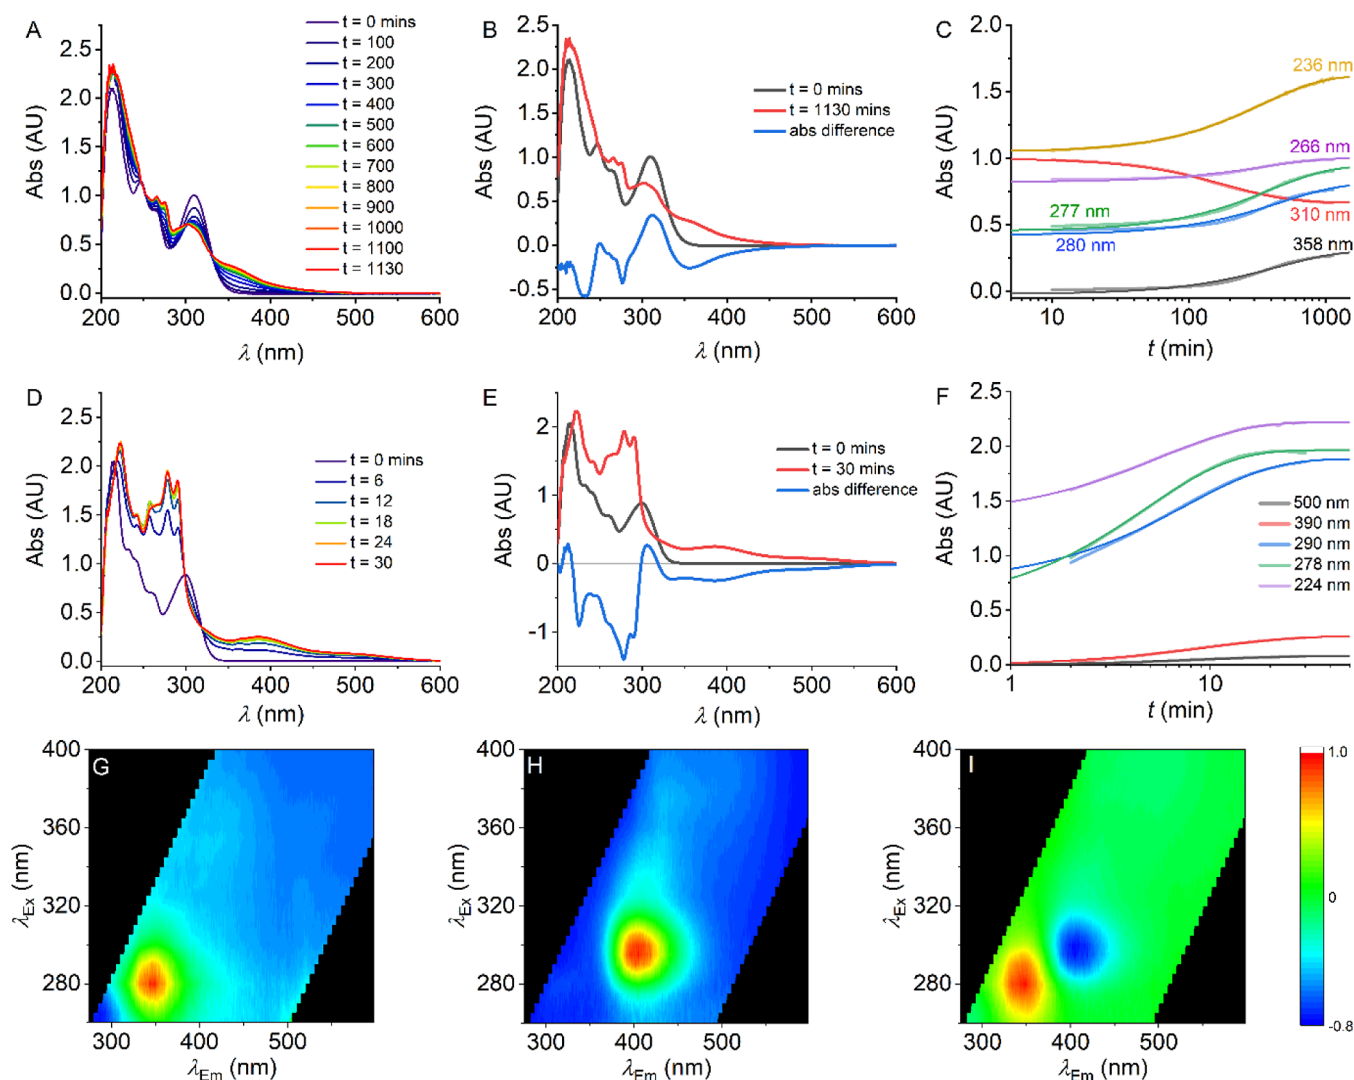 A
2.5
2.0
1.5
1.0
0.5
0.0
Abs (AU)
200 300 400 500 600
λ (nm)
t = 0 mins
t = 100
t = 200
t = 300
t = 400
t = 500
t = 600
t = 700
t = 800
t = 900
t = 1000
t = 1100
t = 1130
B
2.5
2.0
1.5
1.0
0.5
0.0
-0.5
Abs (AU)
200 300 400 500 600
λ (nm)
t = 0 mins
t = 1130 mins
abs difference
C
2.0
1.5
1.0
0.5
0.0
Abs (AU)
10 100 1000
t (min)
236 nm
266 nm
277 nm
310 nm
280 nm
358 nm
D
2.5
2.0
1.5
1.0
0.5
0.0
Abs (AU)
200 300 400 500 600
λ (nm)
t = 0 mins
t = 6
t = 12
t = 18
t = 24
t = 30
E
2
1
0
-1
Abs (AU)
200 300 400 500 600
λ (nm)
t = 0 mins
t = 30 mins
abs difference
F
2.5
2.0
1.5
1.0
0.5
0.0
Abs (AU)
1 10
t (min)
500 nm
390 nm
290 nm
278 nm
224 nm
G
400
360
320
280
λEx (nm)
300 400 500
λEm (nm)
H
400
360
320
280
λEx (nm)
300 400 500
λEm (nm)
I
400
360
320
280
λEx (nm)
300 400 500
λEm (nm)
1.0
0
-0.8